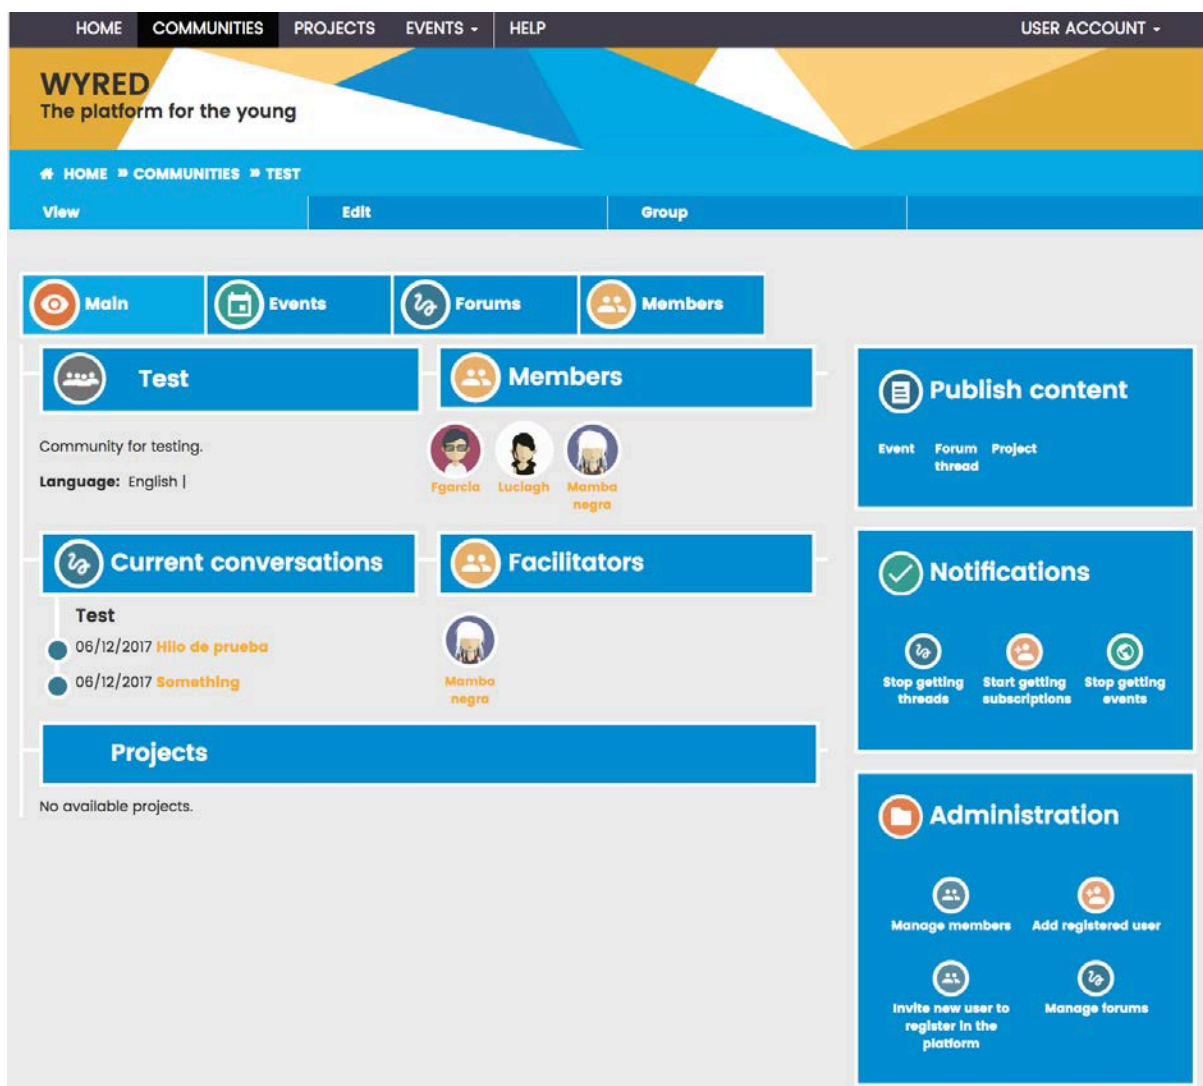 HOME COMMUNITIES PROJECTS EVENTS HELP USER ACCOUNT
WYRED
The platform for the young
HOME » COMMUNITIES » TEST
View Edit Group
Main Events Forums Members
Test
Community for testing.
Language: English |
Members
Fgarcia Luciagh Mamba
negra
Current conversations
Test
06/12/2017 Hilo de prueba
06/12/2017 Something
Facilitators
Mamba
negra
Projects
No available projects.
Publish content
Event Forum Project
thread
Notifications
Stop getting Start getting Stop getting
threads subscriptions events
Administration
Manage members Add registered user
Invite new user to Manage forums
register in the
platform